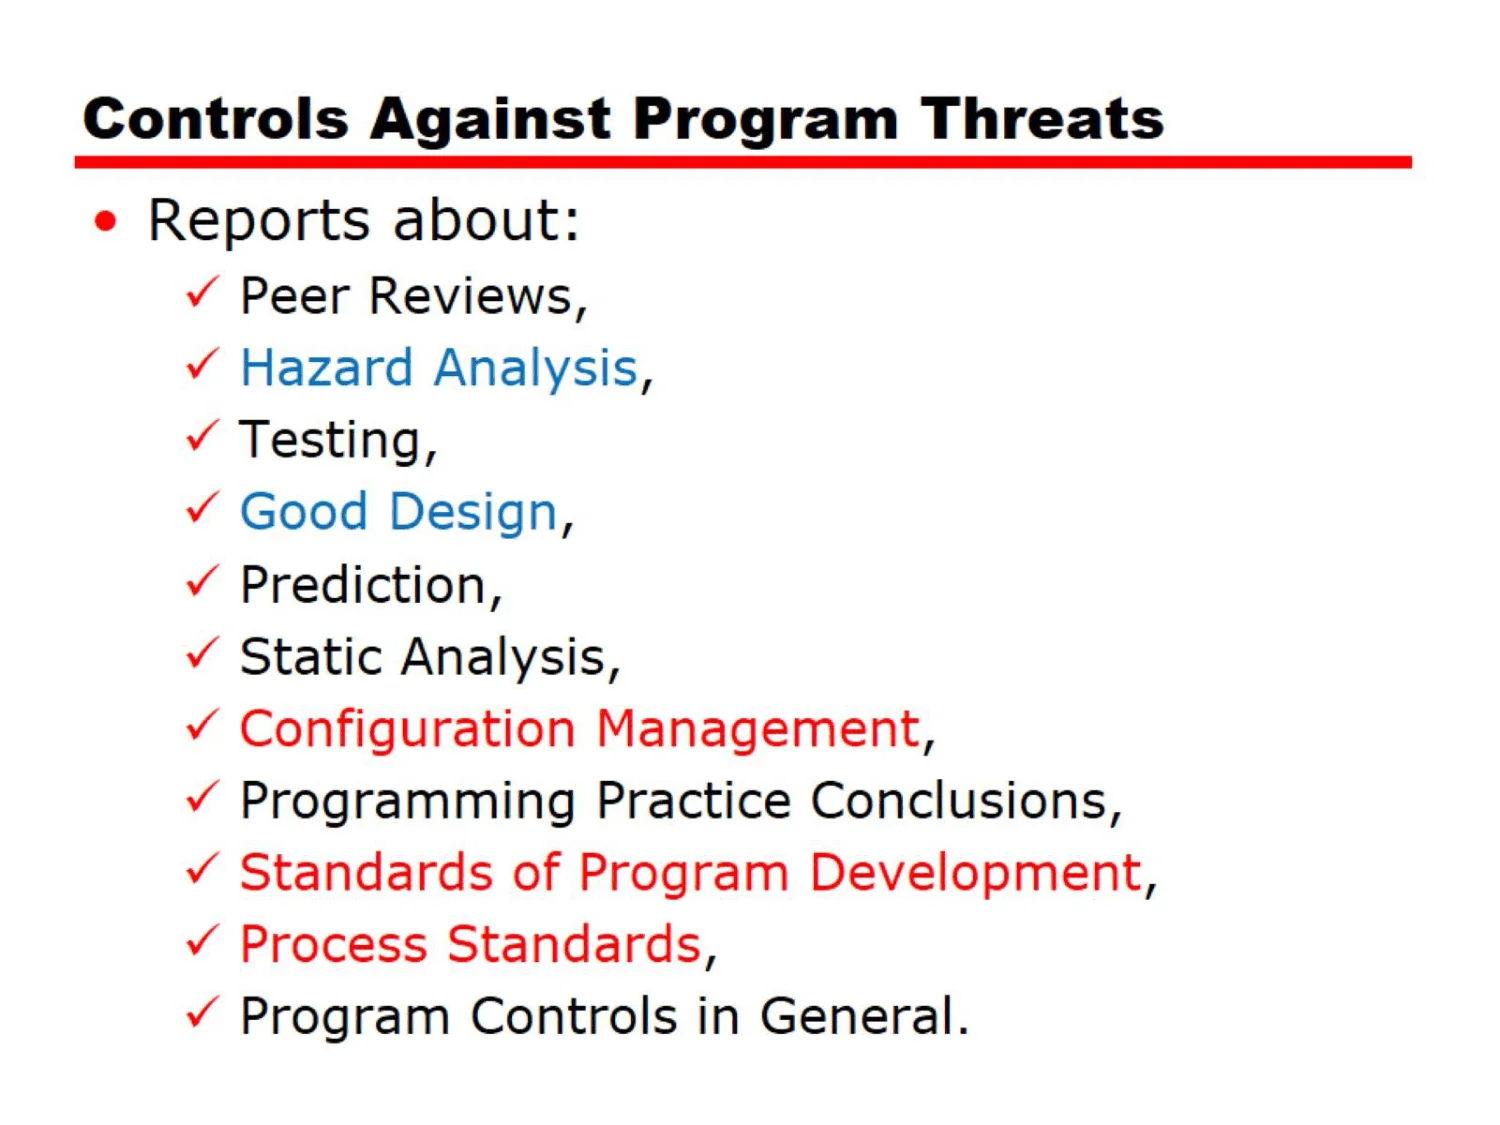 Controls Against Program Threats
• Reports about:
✓ Peer Reviews,
✓ Hazard Analysis,
✓ Testing,
✓ Good Design,
✓ Prediction,
✓ Static Analysis,
✓ Configuration Management,
✓ Programming Practice Conclusions,
✓ Standards of Program Development,
✓ Process Standards,
✓ Program Controls in General.